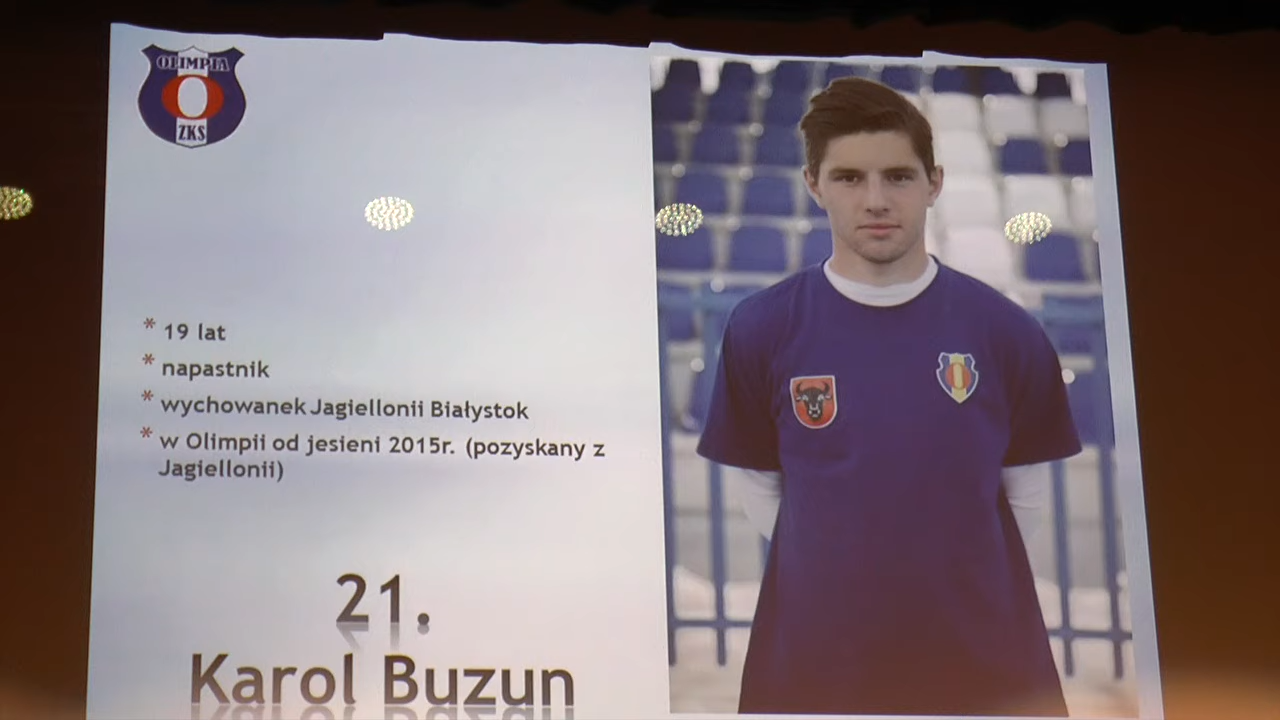 OLIMPIA
ZKS
* 19 lat
* napastnik
* wychowanek Jagiellonii Białystok
* w Olimpii od jesieni 2015r. (pozyskany z
Jagiellonii)
21.
Karol Buzun